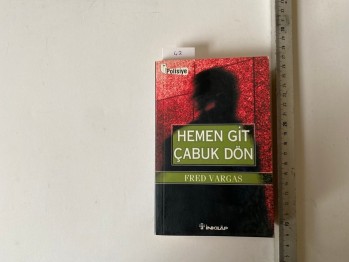 Polisiye
HEMEN GİT
ÇABUK DÖN
FRED VARGAS
İNKILÂP